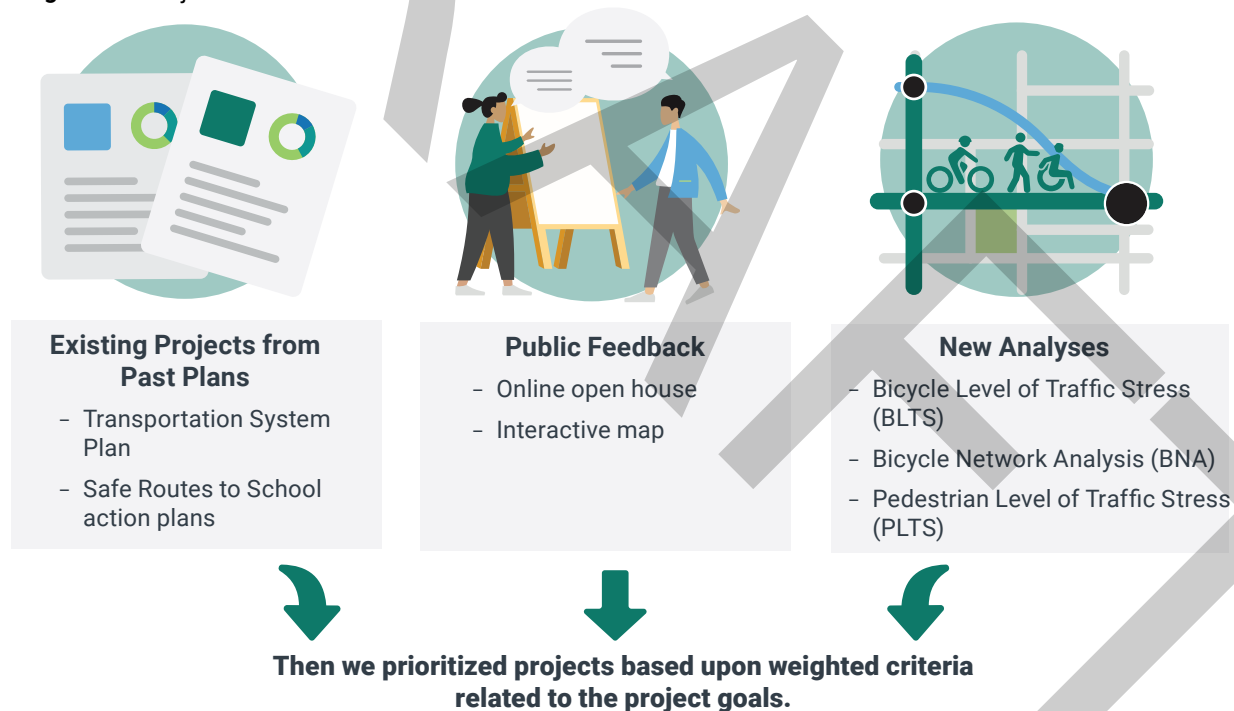 Existing Projects from
Past Plans
– Transportation System
Plan
– Safe Routes to School
action plans
Public Feedback
– Online open house
– Interactive map
New Analyses
– Bicycle Level of Traffic Stress
(BLTS)
– Bicycle Network Analysis (BNA)
– Pedestrian Level of Traffic Stress
(PLTS)
Then we prioritized projects based upon weighted criteria
related to the project goals.